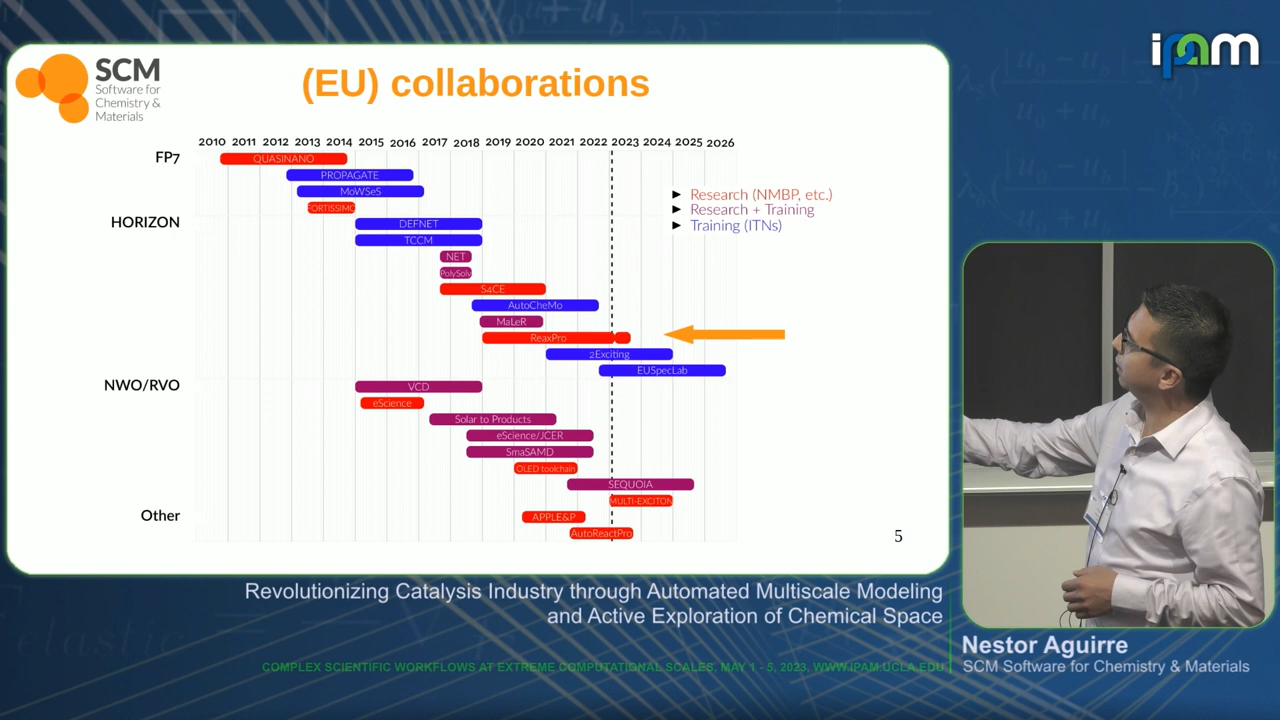 ipam
SCM
Software for
Chemistry &
Materials
(EU) collaborations
2010 2011 2012 2013 2014 2015 2016 2017 2018 2019 2020 2021 2022 2023 2024 2025 2026
FP7
QUASINANO
PROPAGATE
MoWSeS
FORTISSIMO
► Research (NMBP, etc.)
► Research + Training
► Training (ITNs)
HORIZON
DEFNET
TCCM
NET
PolySolv
S4CE
AutoCheMo
MaLeR
ReaxPro
2Exciting
EUSpecLab
NWO/RVO
VCD
eScience
Solar to Products
eScience/JCER
SmaSAMD
OLED toolchain
SEQUOIA
MULTI-EXCITON
Other
APPLE&P
AutoReactPro
5
Revolutionizing Catalysis Industry through Automated Multiscale Modeling
and Active Exploration of Chemical Space
Nestor Aguirre
SCM Software for Chemistry & Materials
COMPLEX SCIENTIFIC WORKFLOWS AT EXTREME COMPUTATIONAL SCALES, MAY 1 - 5, 2023, WWW.IPAM.UCLA.EDU